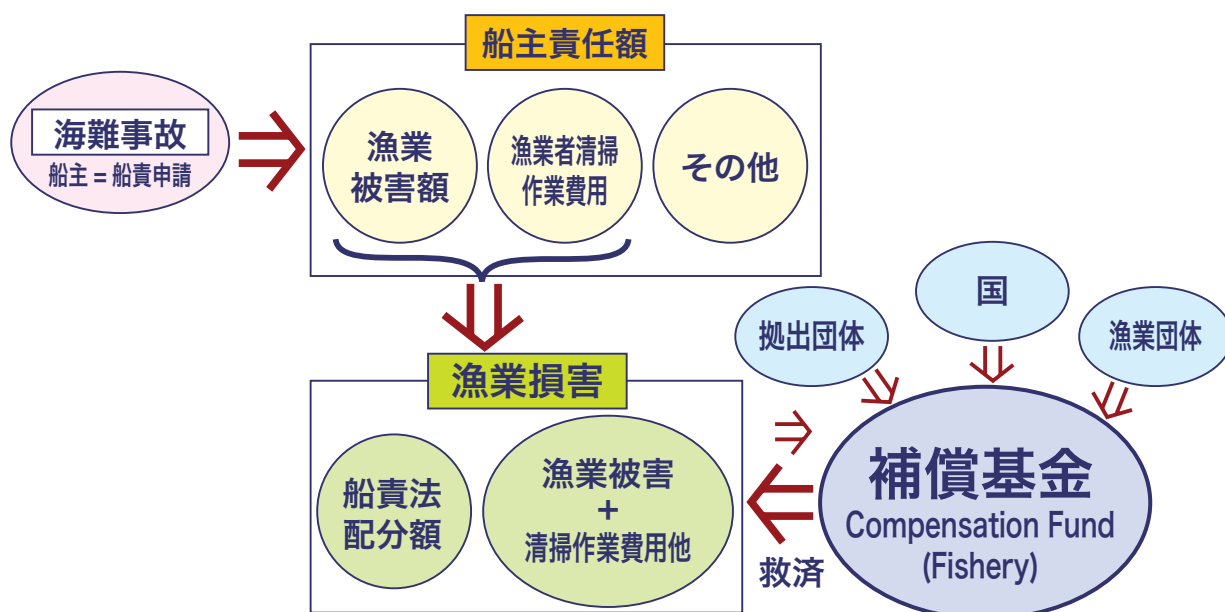 船主責任額
海難事故
船主 = 船責申請
漁業
被害額
漁業者清掃
作業費用
その他
国
拠出団体
漁業団体
漁業損害
船責法
配分額
漁業被害
+
清掃作業費用他
救済
補償基金
Compensation Fund
(Fishery)